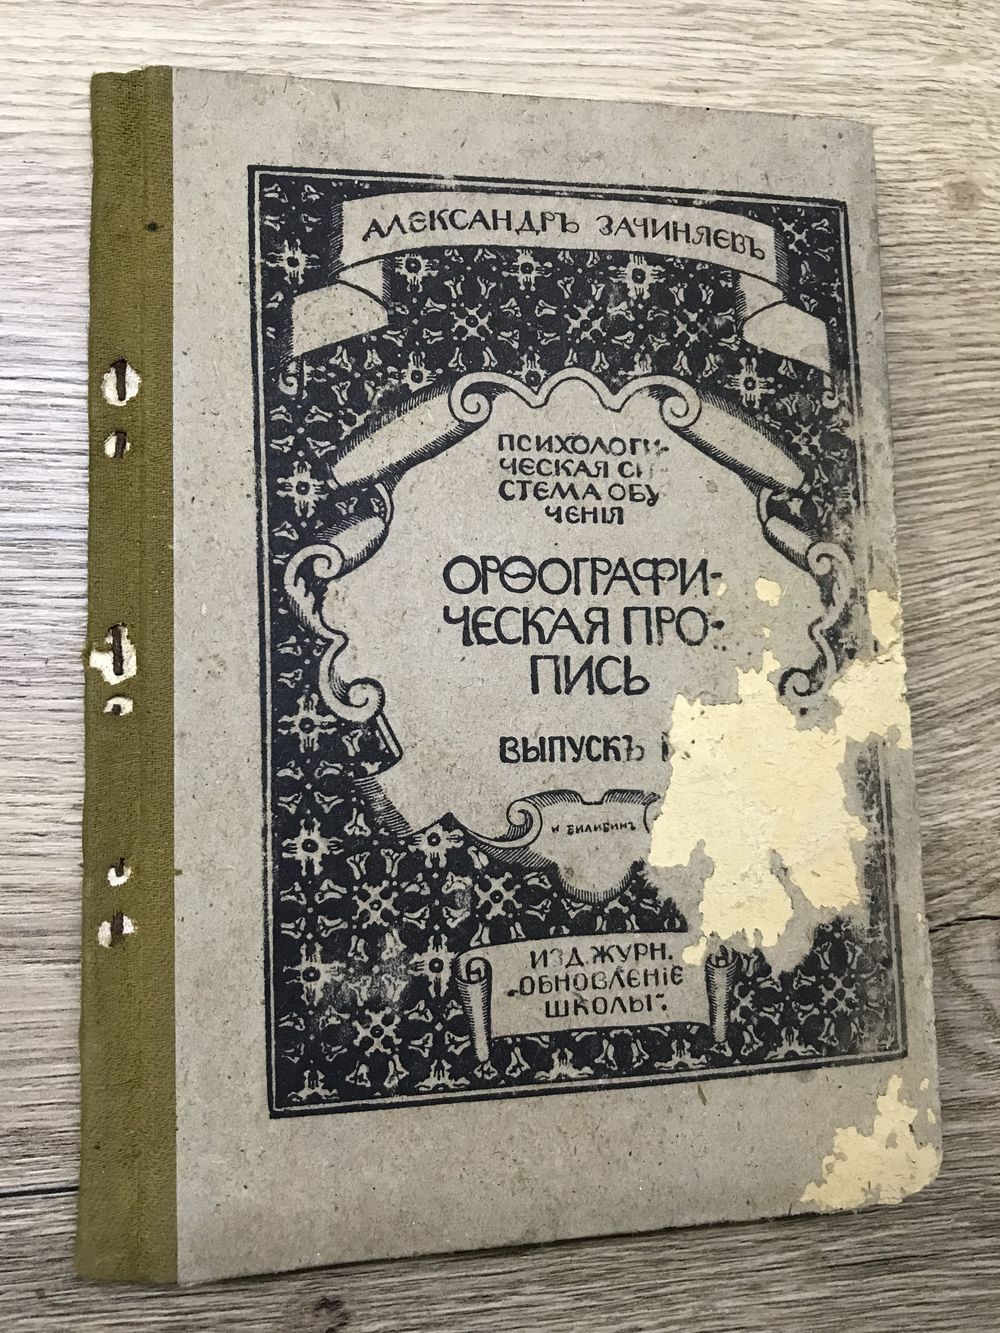 АЛЕКСАНДРЪ ЗАЧИНЯЕВЪ
ПСИХОЛОГИ-
ЧЕСКАЯ СИ-
СТЕМА ОБУ
ЧЕНІЯ
ОРѲОГРАФИ-
ЧЕСКАЯ ПРО-
ПИСЬ
ВЫПУСКЪ
И БИЛИБИНЪ
ИЗД. ЖУРН.
„ОБНОВЛЕНІЕ
ШКОЛЫ".